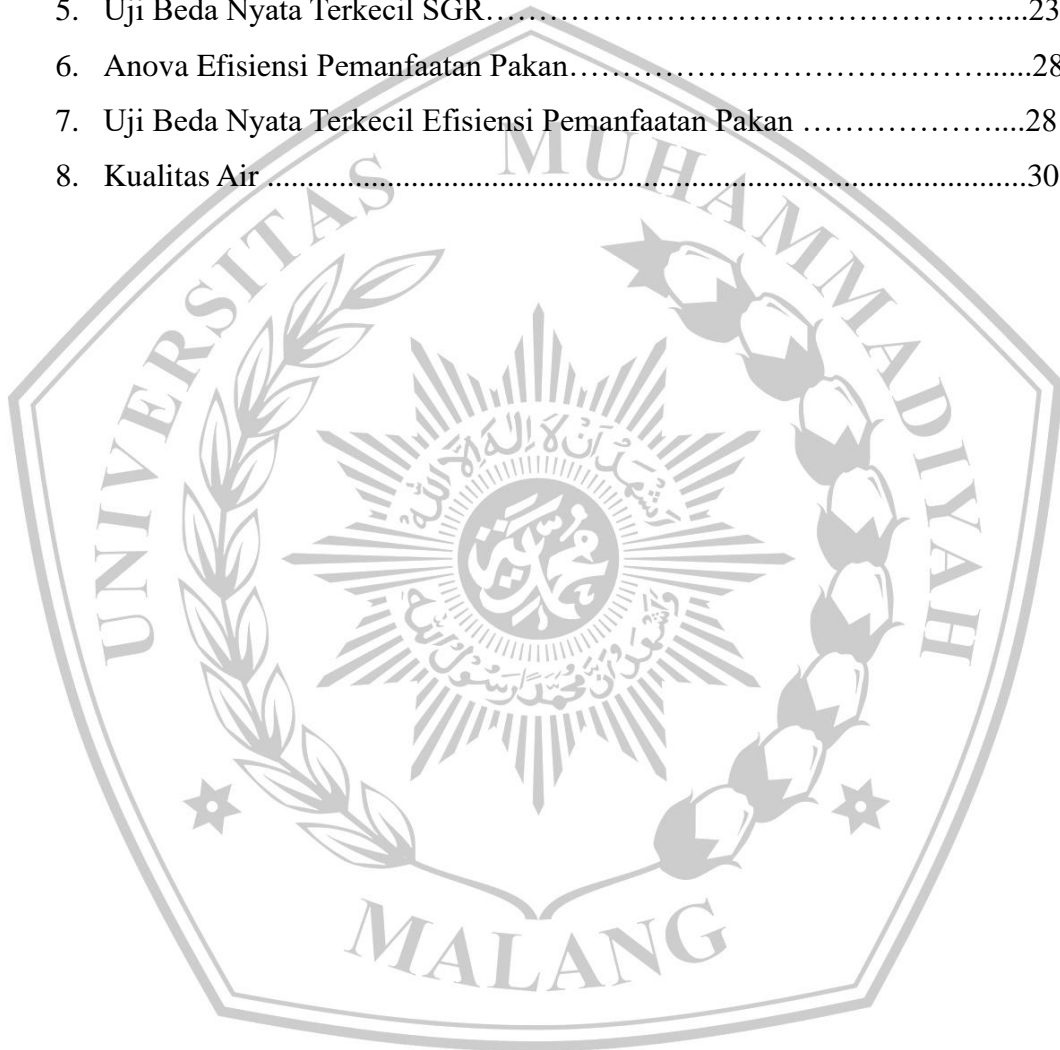 5. Uji Beda Nyata Terkecil SGR…………………………………………....23
6. Anova Efisiensi Pemanfaatan Pakan…………………………………......28
7. Uji Beda Nyata Terkecil Efisiensi Pemanfaatan Pakan ………………....28
8. Kualitas Air ...............................................................................................30
UNIVERSITAS MUHAMMADIYAH
MALANG